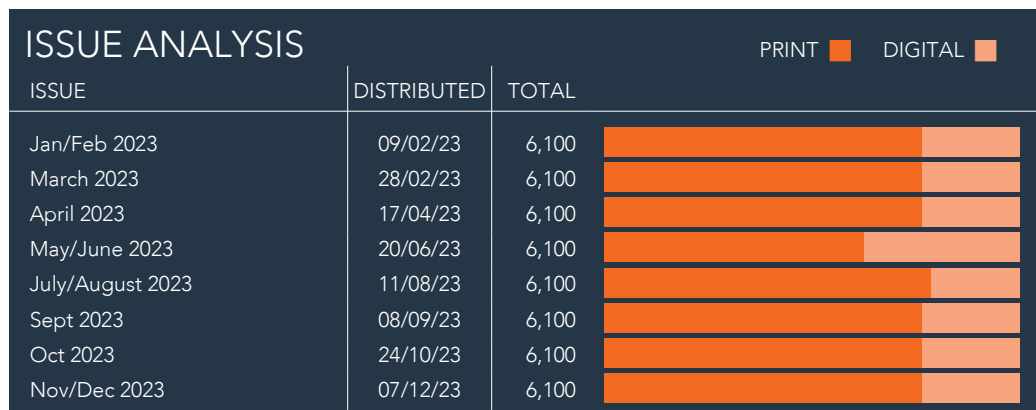 ISSUE ANALYSIS
PRINT DIGITAL
ISSUE DISTRIBUTED TOTAL
Jan/Feb 2023 09/02/23 6,100
March 2023 28/02/23 6,100
April 2023 17/04/23 6,100
May/June 2023 20/06/23 6,100
July/August 2023 11/08/23 6,100
Sept 2023 08/09/23 6,100
Oct 2023 24/10/23 6,100
Nov/Dec 2023 07/12/23 6,100